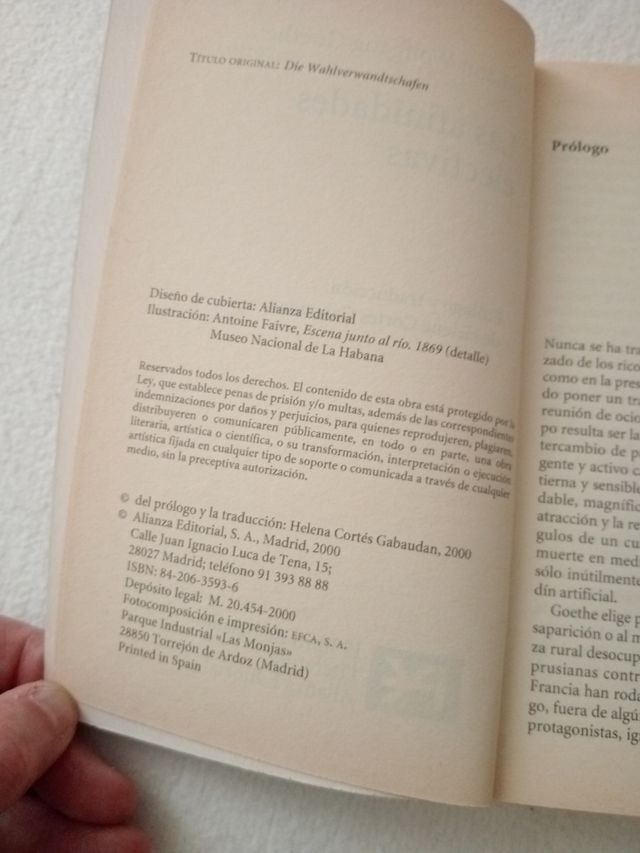 TÍTULO ORIGINAL: Die Wahlverwandtschafen
Diseño de cubierta: Alianza Editorial
Ilustración: Antoine Faivre, Escena junto al río. 1869 (detalle)
Museo Nacional de La Habana
Reservados todos los derechos. El contenido de esta obra está protegido por la
Ley, que establece penas de prisión y/o multas, además de las correspondientes
indemnizaciones por daños y perjuicios, para quienes reprodujeren, plagiaren,
distribuyeren o comunicaren públicamente, en todo o en parte, una obra
literaria, artística o científica, o su transformación, interpretación o ejecución
artística fijada en cualquier tipo de soporte o comunicada a través de cualquier
medio, sin la preceptiva autorización.
© del prólogo y la traducción: Helena Cortés Gabaudan, 2000
© Alianza Editorial, S. A., Madrid, 2000
Calle Juan Ignacio Luca de Tena, 15;
28027 Madrid; teléfono 91 393 88 88
ISBN: 84-206-3593-6
Depósito legal: M. 20.454-2000
Fotocomposición e impresión: EFCA, S. A.
Parque Industrial «Las Monjas»
28850 Torrejón de Ardoz (Madrid)
Printed in Spain
Prólogo
Nunca se ha tra
zado de los rico
como en la pres
do poner un tra
reunión de ocio
po resulta ser la
tercambio de p
gente y activo c
tierna y sensible
dable, magnífic
atracción y la re
gulos de un cu
muerte en med
sólo inútilmente
dín artificial.
Goethe elige p
saparición o al m
za rural desocup
prusianas contr
Francia han roda
go, fuera de algú
protagonistas, ig